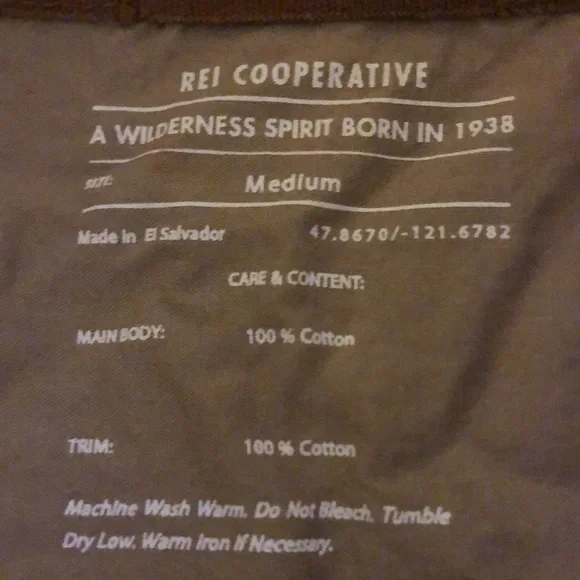 REI COOPERATIVE
A WILDERNESS SPIRIT BORN IN 1938
SIZE: Medium
Made in El Salvador 47.8670/-121.6782
CARE & CONTENT:
MAIN BODY: 100 % Cotton
TRIM: 100 % Cotton
Machine Wash Warm. Do Not Bleach. Tumble
Dry Low. Warm Iron If Necessary.